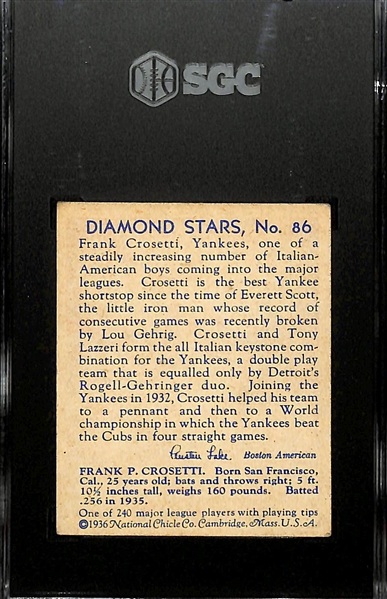 SGC
DIAMOND STARS, No. 86
Frank Crosetti, Yankees, one of a
steadily increasing number of Italian-
American boys coming into the major
leagues. Crosetti is the best Yankee
shortstop since the time of Everett Scott,
the little iron man whose record of
consecutive games was recently broken
by Lou Gehrig. Crosetti and Tony
Lazzeri form the all Italian keystone com-
bination for the Yankees, a double play
team that is equalled only by Detroit's
Rogell-Gehringer duo. Joining the
Yankees in 1932, Crosetti helped his team
to a pennant and then to a World
championship in which the Yankees beat
the Cubs in four straight games.
Austen Lake Boston American
FRANK P. CROSETTI. Born San Francisco,
Cal., 25 years old; bats and throws right; 5 ft.
10½ inches tall, weighs 160 pounds. Batted
.256 in 1935.
One of 240 major league players with playing tips
©1936 National Chicle Co. Cambridge, Mass. U.S.A.